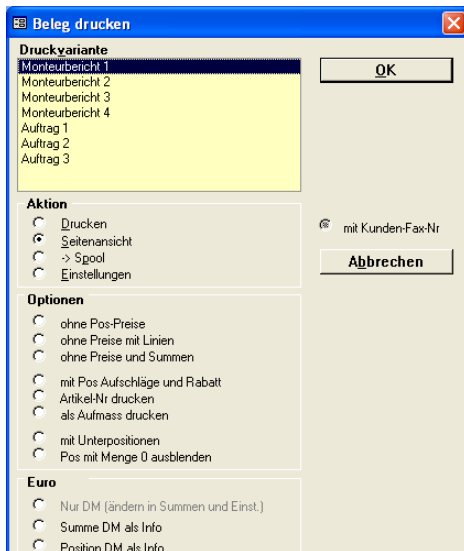 Beleg drucken
Druckvariante
Monteurbericht 1
Monteurbericht 2
Monteurbericht 3
Monteurbericht 4
Auftrag 1
Auftrag 2
Auftrag 3
OK
Aktion
Drucken
Seitenansicht
-> Spool
Einstellungen
mit Kunden-Fax-Nr
Abbrechen
Optionen
ohne Pos-Preise
ohne Preise mit Linien
ohne Preise und Summen
mit Pos Aufschläge und Rabatt
Artikel-Nr drucken
als Aufmass drucken
mit Unterpositionen
Pos mit Menge 0 ausblenden
Euro
Nur DM (ändern in Summen und Einst.)
Summe DM als Info
Position DM als Info